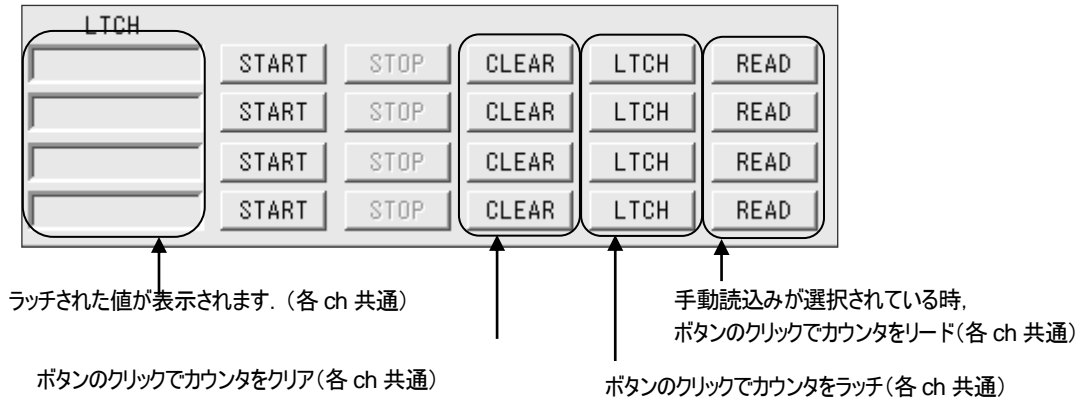 LTCH
START STOP CLEAR LTCH READ
START STOP CLEAR LTCH READ
START STOP CLEAR LTCH READ
START STOP CLEAR LTCH READ
ラッチされた値が表示されます．（各 ch 共通）
手動読込みが選択されている時，
ボタンのクリックでカウンタをリード（各 ch 共通）
ボタンのクリックでカウンタをクリア（各 ch 共通）
ボタンのクリックでカウンタをラッチ（各 ch 共通）